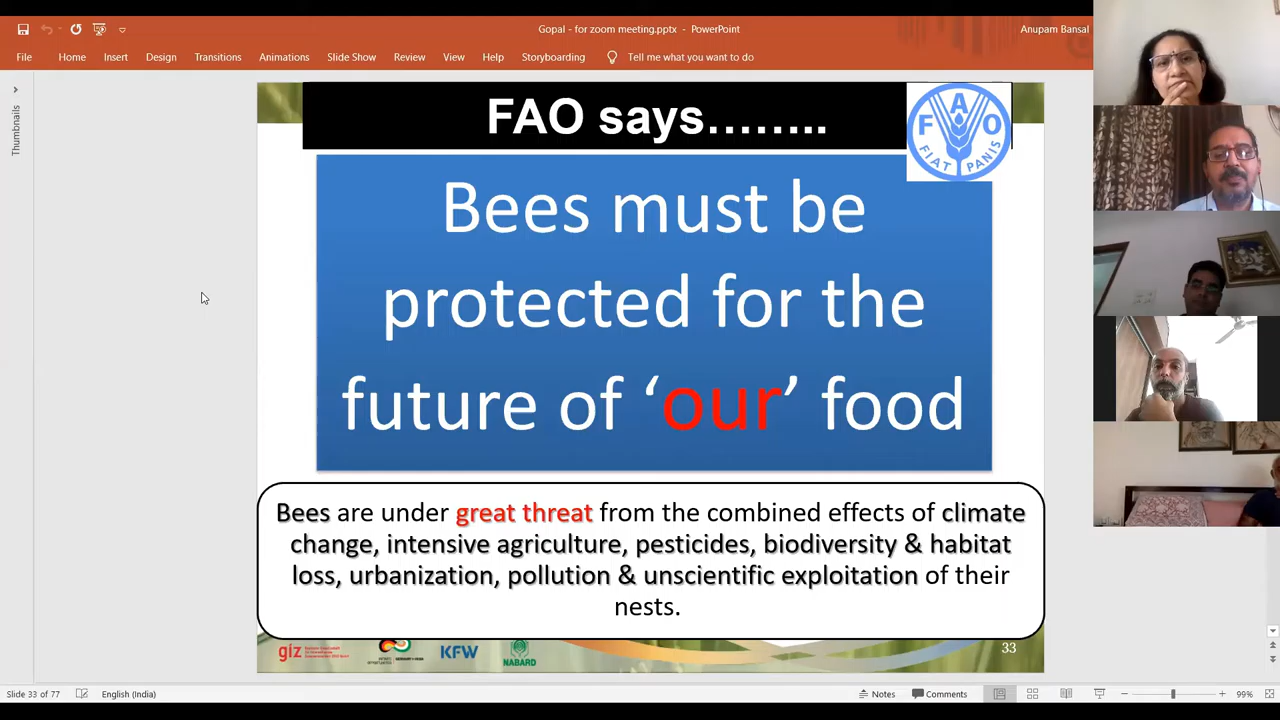 Gopal - for zoom meeting.pptx - PowerPoint
Anupam Bansal
File Home Insert Design Transitions Animations Slide Show Review View Help Storyboarding Tell me what you want to do
Thumbnails
FAO says……..
F A O
FIAT PANIS
Bees must be
protected for the
future of ‘our’ food
Bees are under great threat from the combined effects of climate
change, intensive agriculture, pesticides, biodiversity & habitat
loss, urbanization, pollution & unscientific exploitation of their
nests.
giz
KFW
NABARD
33
Slide 33 of 77 English (India) Notes Comments 99%